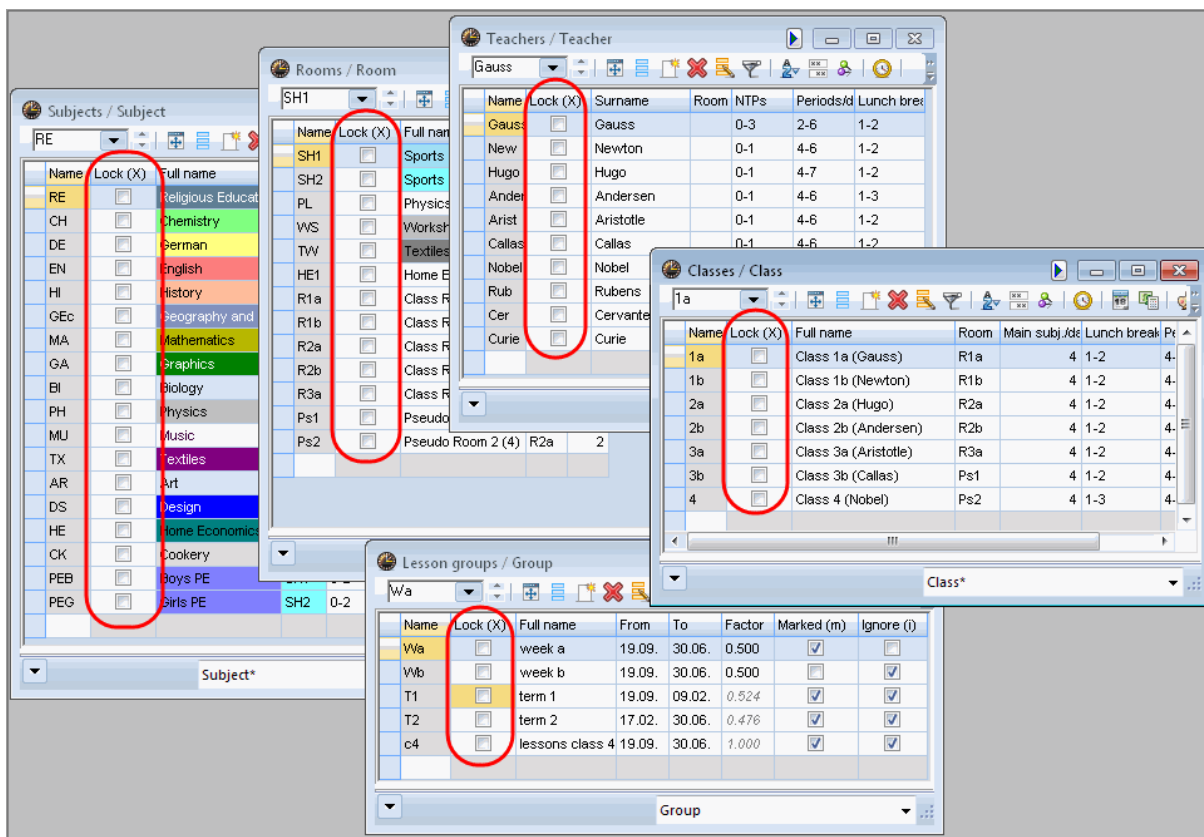 Subjects / Subject
RE
Name Lock (X) Full name
RE Religious Educat
CH Chemistry
DE German
EN English
HI History
GEc Geography and
MA Mathematics
GA Graphics
BI Biology
PH Physics
MU Music
TX Textiles
AR Art
DS Design
HE Home Economics
CK Cookery
PEB Boys PE
PEG Girls PE SH2 0-2
Subject*
Rooms / Room
SH1
Name Lock (X) Full nam
SH1 Sports
SH2 Sports
PL Physics
WS Worksh
TW Textiles
HE1 Home E
R1a Class R
R1b Class R
R2a Class R
R2b Class R
R3a Class R
Ps1 Pseudo
Ps2 Pseudo Room 2 (4) R2a 2
Teachers / Teacher
Gauss
Name Lock (X) Surname Room NTPs Periods/d Lunch brea
Gauss Gauss 0-3 2-6 1-2
New Newton 0-1 4-6 1-2
Hugo Hugo 0-1 4-7 1-2
Ander Andersen 0-1 4-6 1-3
Arist Aristotle 0-1 4-6 1-2
Callas Callas 0-1 4-6 1-2
Nobel Nobel
Rub Rubens
Cer Cervante
Curie Curie
Classes / Class
1a
Name Lock (X) Full name Room Main subj./da Lunch break Pe
1a Class 1a (Gauss) R1a 4 1-2 4-
1b Class 1b (Newton) R1b 4 1-2 4-
2a Class 2a (Hugo) R2a 4 1-2 4-
2b Class 2b (Andersen) R2b 4 1-2 4-
3a Class 3a (Aristotle) R3a 4 1-2 4-
3b Class 3b (Callas) Ps1 4 1-2 4-
4 Class 4 (Nobel) Ps2 4 1-3 4-
Class*
Lesson groups / Group
Wa
Name Lock (X) Full name From To Factor Marked (m) Ignore (i)
Wa week a 19.09. 30.06. 0.500
Wb week b 19.09. 30.06. 0.500
T1 term 1 19.09. 09.02. 0.524
T2 term 2 17.02. 30.06. 0.476
c4 lessons class 4 19.09. 30.06. 1.000
Group